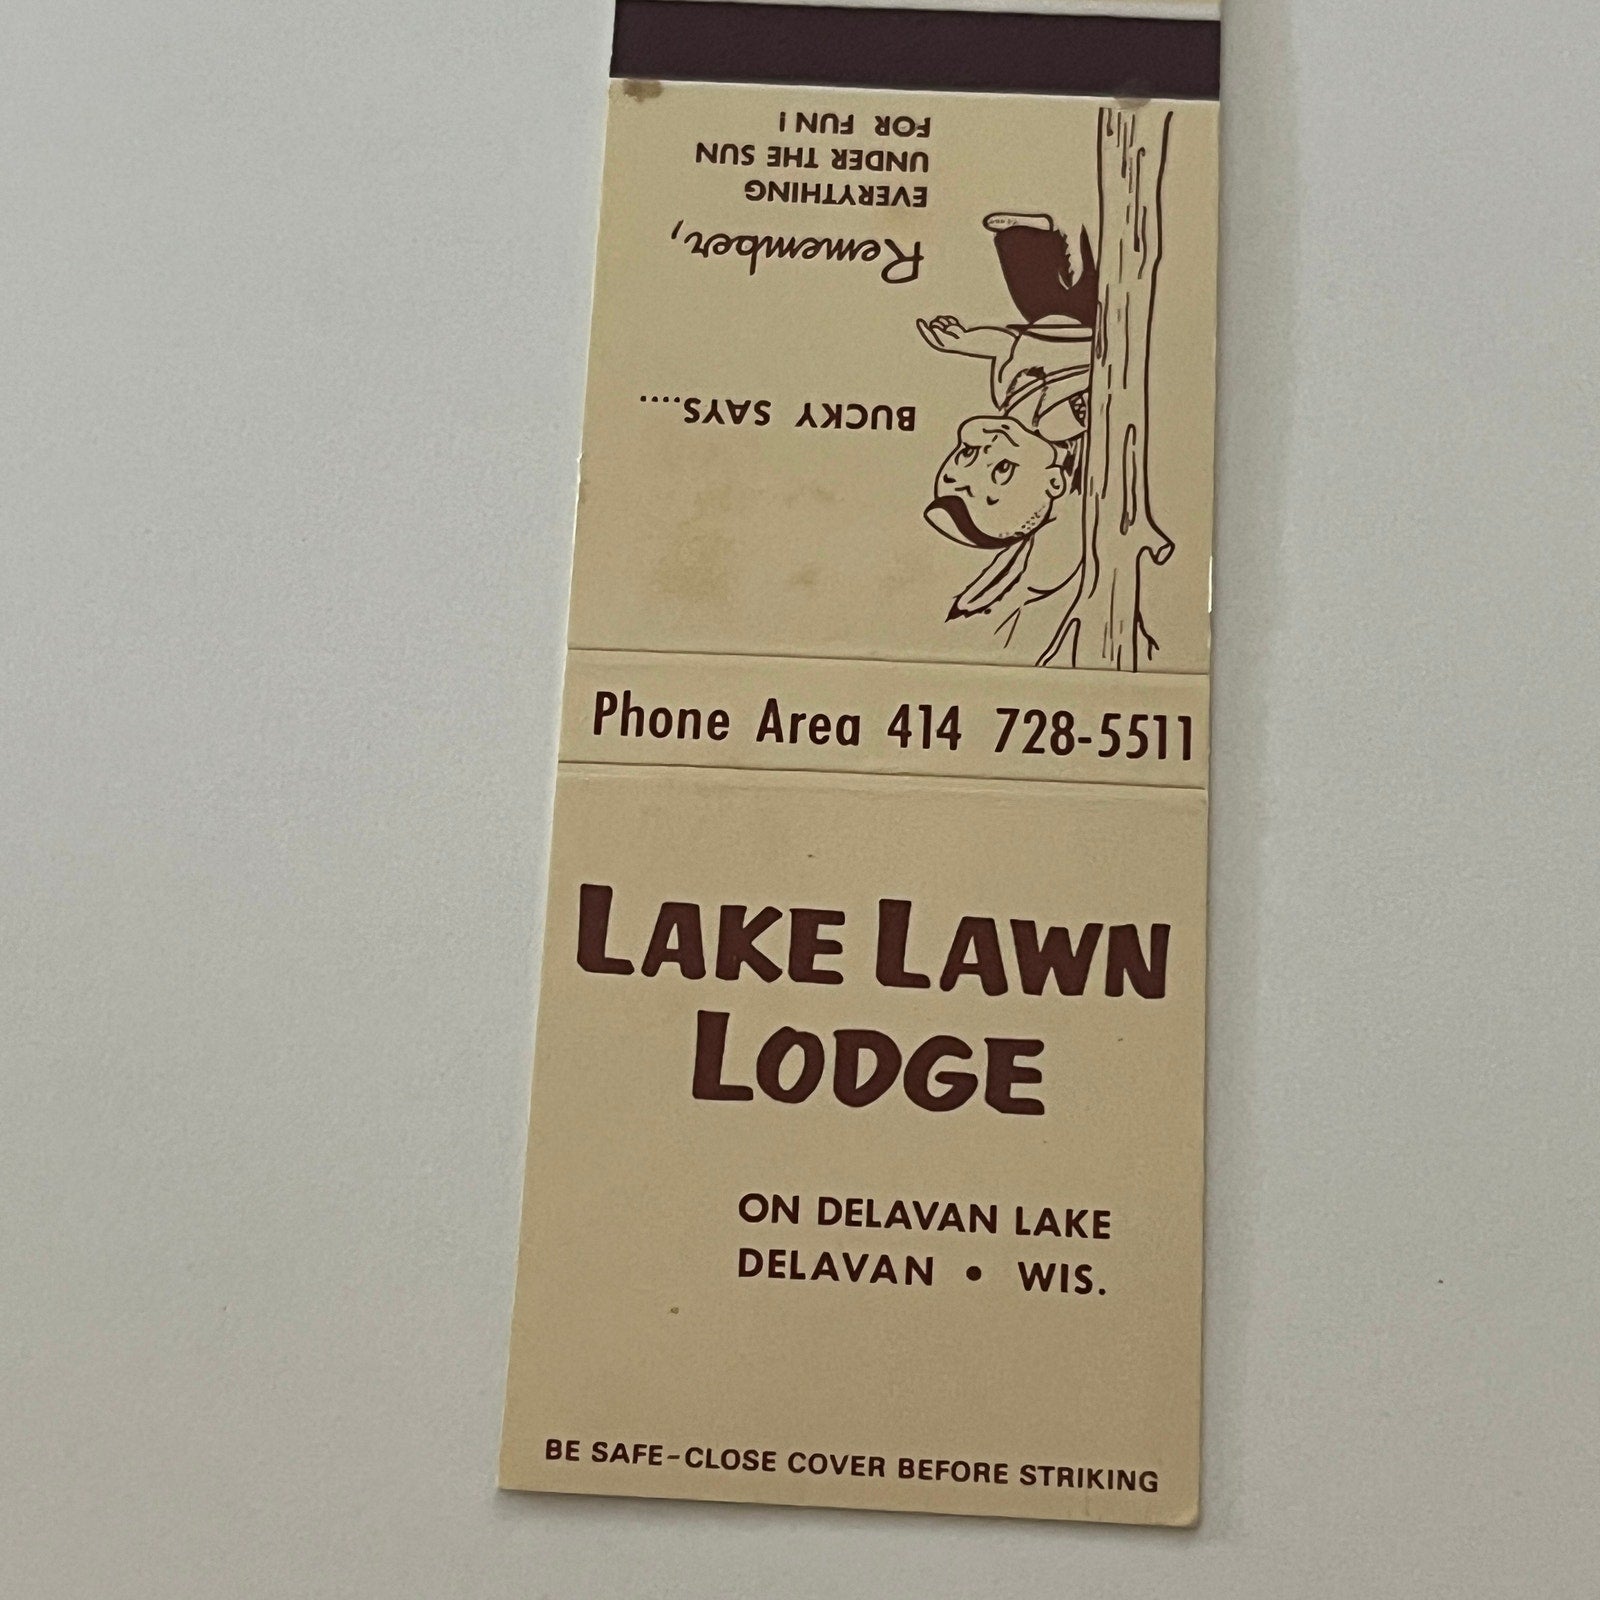 BUCKY SAYS....
Remember,
EVERYTHING
UNDER THE SUN
FOR FUN!
Phone Area 414 728-5511
LAKE LAWN
LODGE
ON DELAVAN LAKE
DELAVAN • WIS.
BE SAFE-CLOSE COVER BEFORE STRIKING